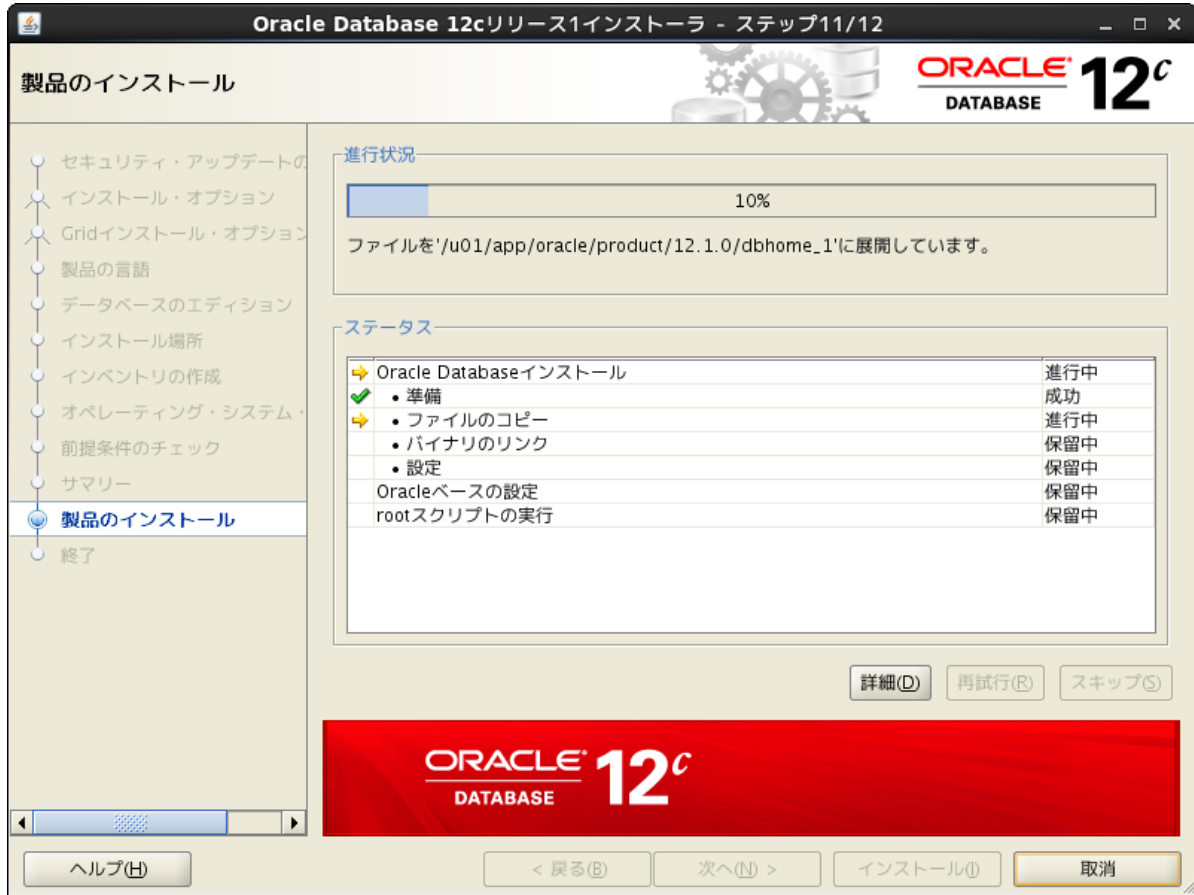 Oracle Database 12cリリース1インストーラ - ステップ11/12
製品のインストール
ORACLE DATABASE 12c
セキュリティ・アップデートの
インストール・オプション
Gridインストール・オプション
製品の言語
データベースのエディション
インストール場所
インベントリの作成
オペレーティング・システム・
前提条件のチェック
サマリー
製品のインストール
終了
進行状況
10%
ファイルを'/u01/app/oracle/product/12.1.0/dbhome_1'に展開しています。
ステータス
Oracle Databaseインストール 進行中
• 準備 成功
• ファイルのコピー 進行中
• バイナリのリンク 保留中
• 設定 保留中
Oracleベースの設定 保留中
rootスクリプトの実行 保留中
詳細(D) 再試行(R) スキップ(S)
ORACLE DATABASE 12c
ヘルプ(H) < 戻る(B) 次へ(N) > インストール(I) 取消